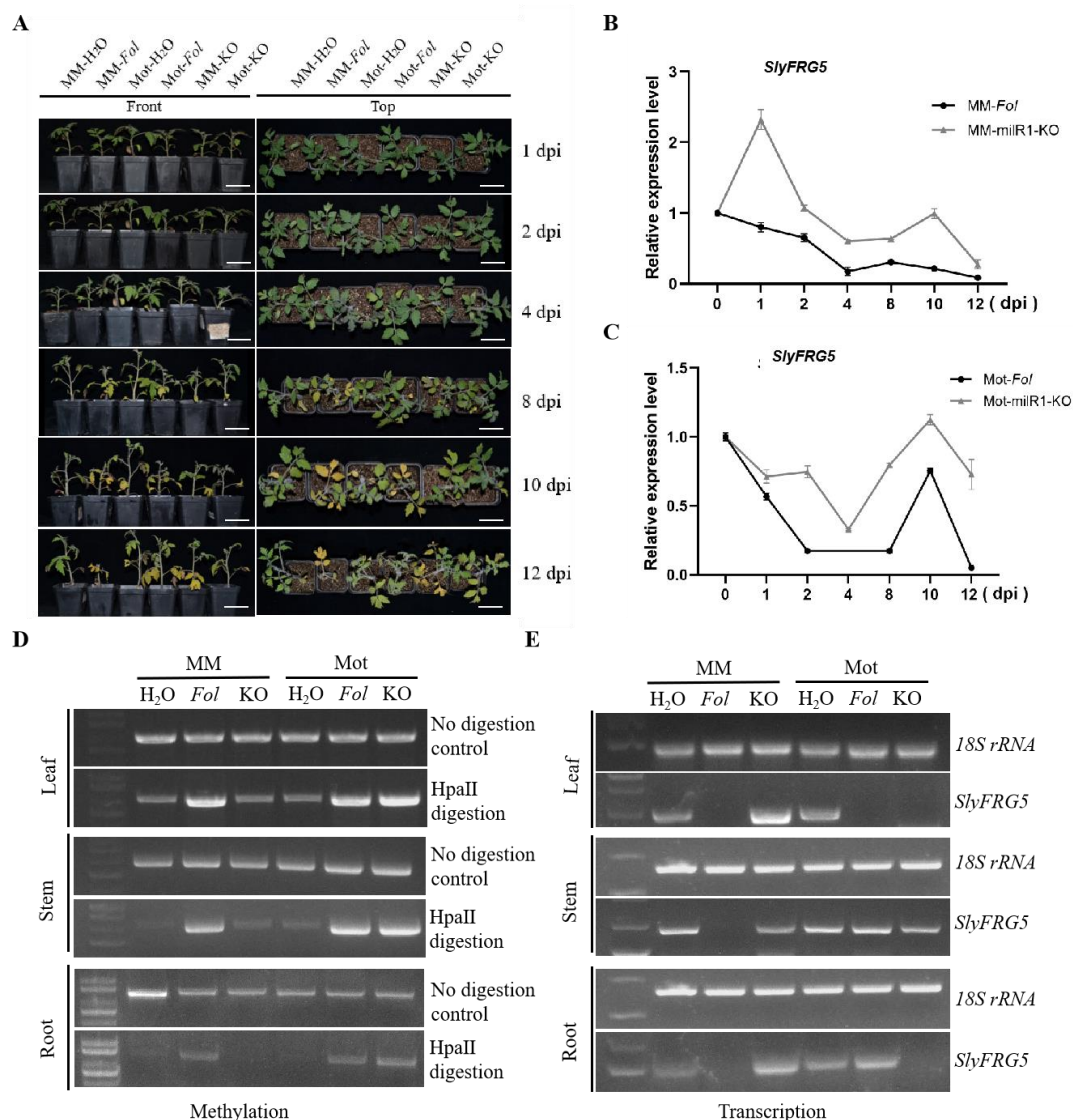 A
MM-H2O
MM-Fol
Mot-H2O
Mot-Fol
MM-KO
Mot-KO
MM-H2O
MM-Fol
Mot-H2O
Mot-Fol
MM-KO
Mot-KO
Front
Top
1 dpi
2 dpi
4 dpi
8 dpi
10 dpi
12 dpi
B
SlyFRG5
Relative expression level
3
2
1
0
MM-Fol
MM-milR1-KO
0 1 2 4 8 10 12 ( dpi )
C
SlyFRG5
Relative expression level
1.5
1.0
0.5
0.0
Mot-Fol
Mot-milR1-KO
0 1 2 4 8 10 12 ( dpi )
D
MM Mot
H₂O Fol KO H₂O Fol KO
Leaf
No digestion
control
HpaII
digestion
Stem
No digestion
control
HpaII
digestion
Root
No digestion
control
HpaII
digestion
Methylation
E
MM Mot
H₂O Fol KO H₂O Fol KO
Leaf
18S rRNA
SlyFRG5
Stem
18S rRNA
SlyFRG5
Root
18S rRNA
SlyFRG5
Transcription